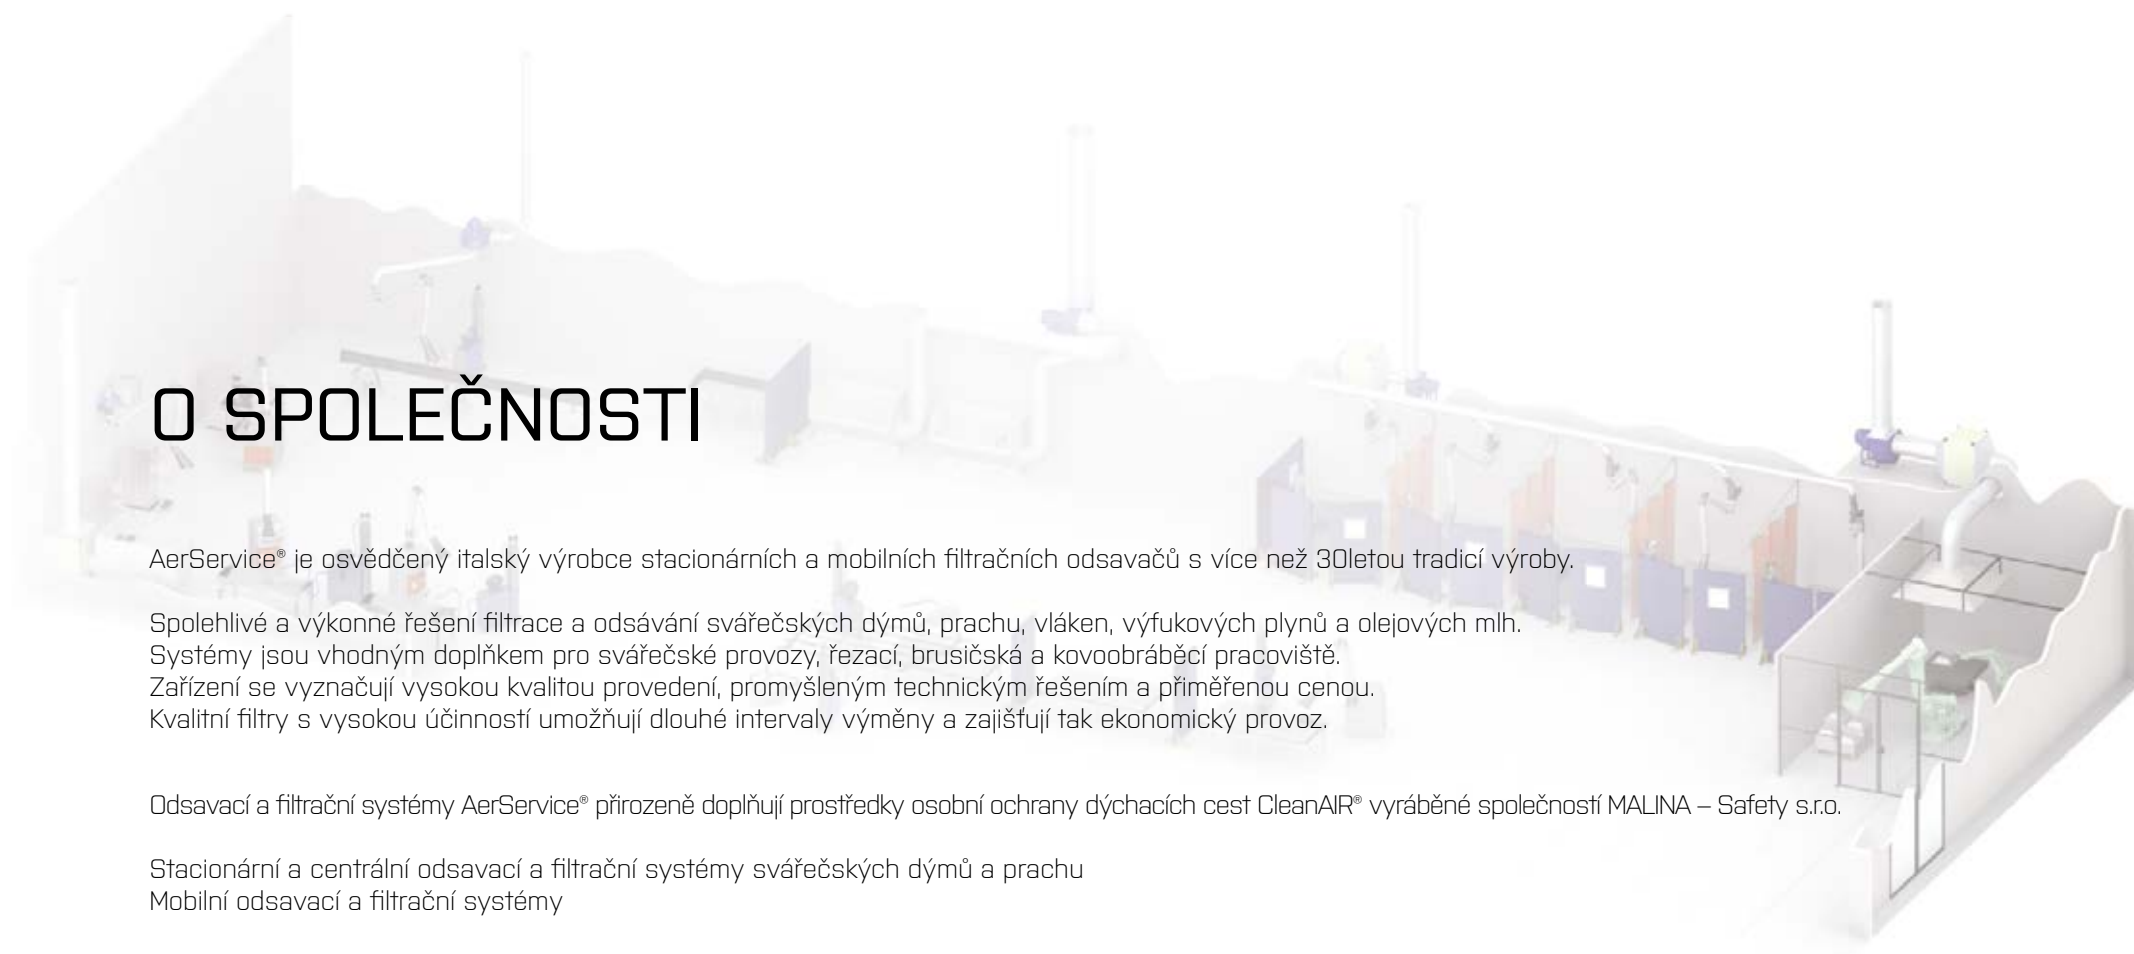 O SPOLEČNOSTI
AerService® je osvědčený italský výrobce stacionárních a mobilních filtračních odsavačů s více než 30letou tradicí výroby.
Spolehlivé a výkonné řešení filtrace a odsávání svářečských dýmů, prachu, vláken, výfukových plynů a olejových mlh.
Systémy jsou vhodným doplňkem pro svářečské provozy, řezací, brusičská a kovoobráběcí pracoviště.
Zařízení se vyznačují vysokou kvalitou provedení, promyšleným technickým řešením a přiměřenou cenou.
Kvalitní filtry s vysokou účinností umožňují dlouhé intervaly výměny a zajišťují tak ekonomický provoz.
Odsavací a filtrační systémy AerService® přirozeně doplňují prostředky osobní ochrany dýchacích cest CleanAIR® vyráběné společností MALINA – Safety s.r.o.
Stacionární a centrální odsavací a filtrační systémy svářečských dýmů a prachu
Mobilní odsavací a filtrační systémy